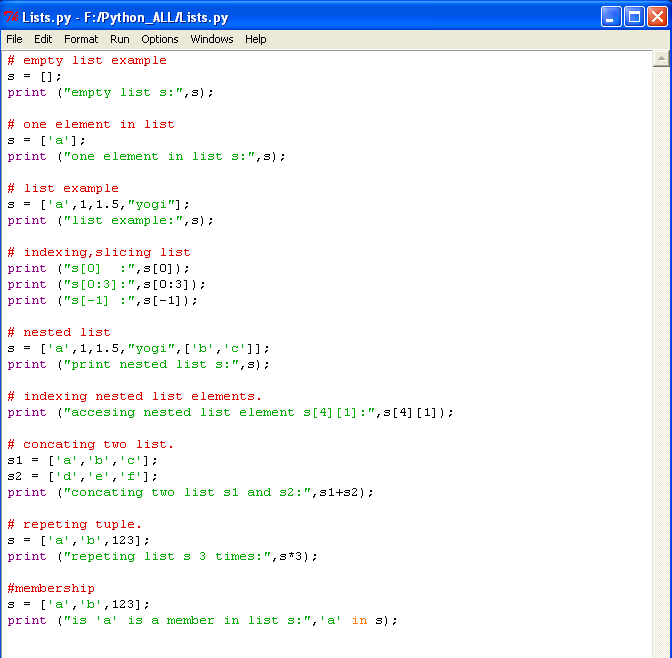 Lists.py - F:/Python_ALL/Lists.py
File Edit Format Run Options Windows Help
# empty list example
s = [];
print ("empty list s:",s);
# one element in list
s = ['a'];
print ("one element in list s:",s);
# list example
s = ['a',1,1.5,"yogi"];
print ("list example:",s);
# indexing,slicing list
print ("s[0]  :",s[0]);
print ("s[0:3]:",s[0:3]);
print ("s[-1] :",s[-1]);
# nested list
s = ['a',1,1.5,"yogi",['b','c']];
print ("print nested list s:",s);
# indexing nested list elements.
print ("accesing nested list element s[4][1]:",s[4][1]);
# concating two list.
s1 = ['a','b','c'];
s2 = ['d','e','f'];
print ("concating two list s1 and s2:",s1+s2);
# repeting tuple.
s = ['a','b',123];
print ("repeting list s 3 times:",s*3);
#membership
s = ['a','b',123];
print ("is 'a' is a member in list s:",'a' in s);